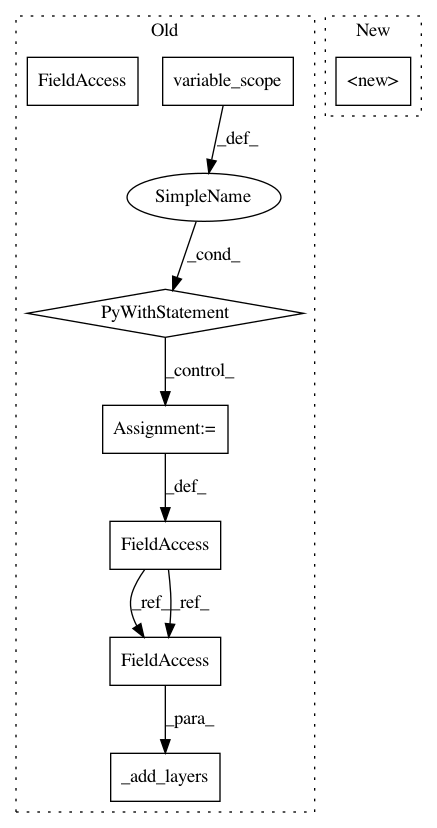 Old
New
FieldAccess
variable_scope
<new>
_def_
SimpleName
_cond_
PyWithStatement
_control_
Assignment:=
_def_
FieldAccess
_ref_
_ref_
FieldAccess
_para_
_add_layers